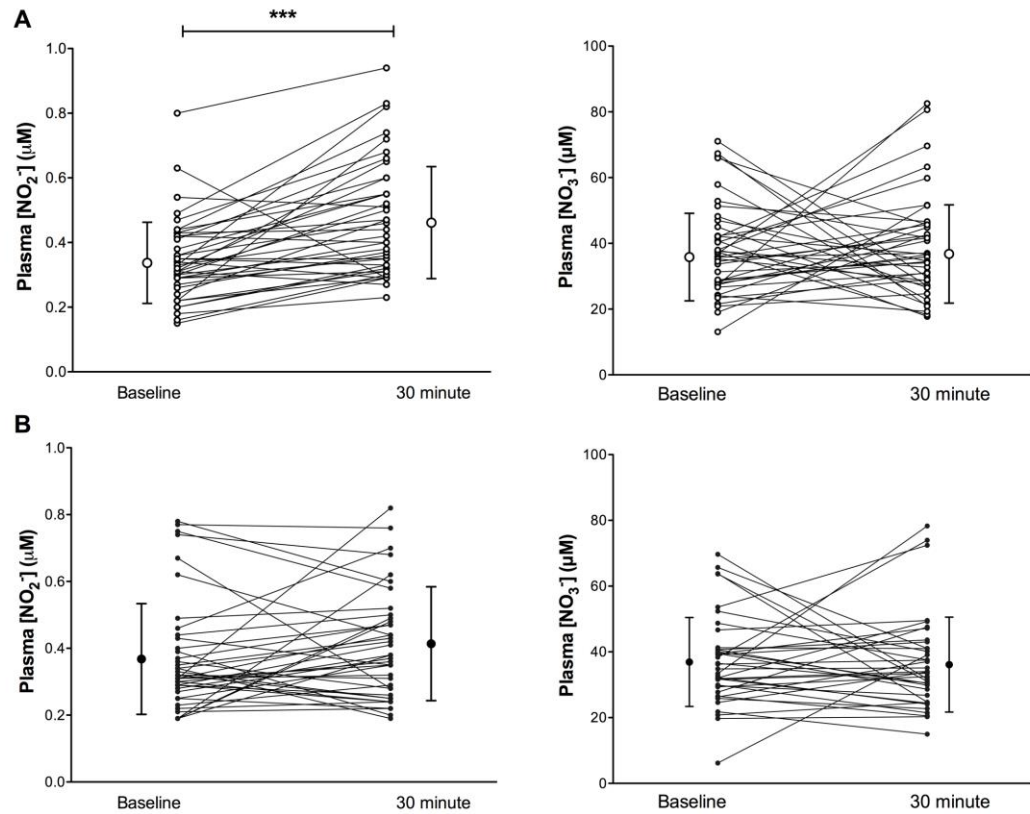 A
***
Plasma [NO₂⁻] (μM)
1.0
0.8
0.6
0.4
0.2
0.0
Baseline
30 minute
Plasma [NO₃⁻] (μM)
100
80
60
40
20
0
Baseline
30 minute
B
Plasma [NO₂⁻] (μM)
1.0
0.8
0.6
0.4
0.2
0.0
Baseline
30 minute
Plasma [NO₃⁻] (μM)
100
80
60
40
20
0
Baseline
30 minute